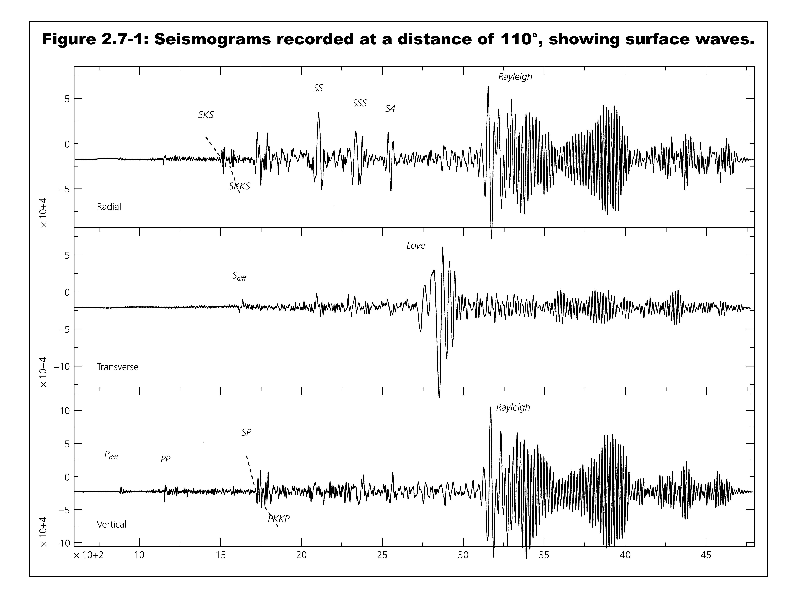 Figure 2.7-1: Seismograms recorded at a distance of 110°, showing surface waves.
Rayleigh
SS
SSS
S4
SKS
5
0
SKKS
5
Radial
×10+4
Love
5
Sdiff
0
5
−10
Transverse
×10+4
10
Rayleigh
SP
5
Pdiff
PP
0
−5
PKKP
Vertical
×10+4
10
×10+2 10 15 20 25 30 35 40 45